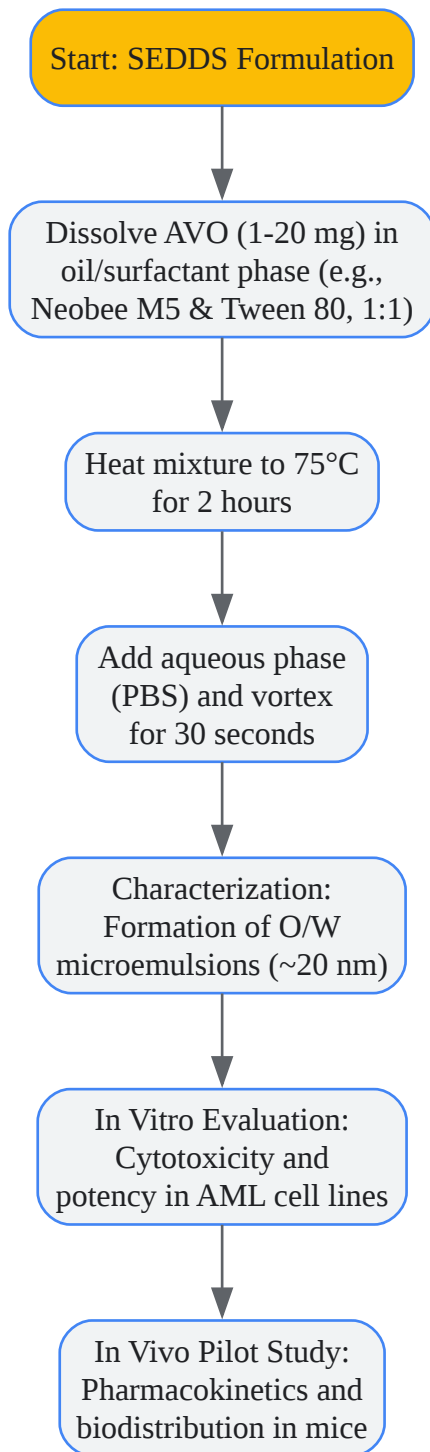 Start: SEDDS Formulation
Dissolve AVO (1-20 mg) in
oil/surfactant phase (e.g.,
Neobee M5 & Tween 80, 1:1)
Heat mixture to 75°C
for 2 hours
Add aqueous phase
(PBS) and vortex
for 30 seconds
Characterization:
Formation of O/W
microemulsions (~20 nm)
In Vitro Evaluation:
Cytotoxicity and
potency in AML cell lines
In Vivo Pilot Study:
Pharmacokinetics and
biodistribution in mice